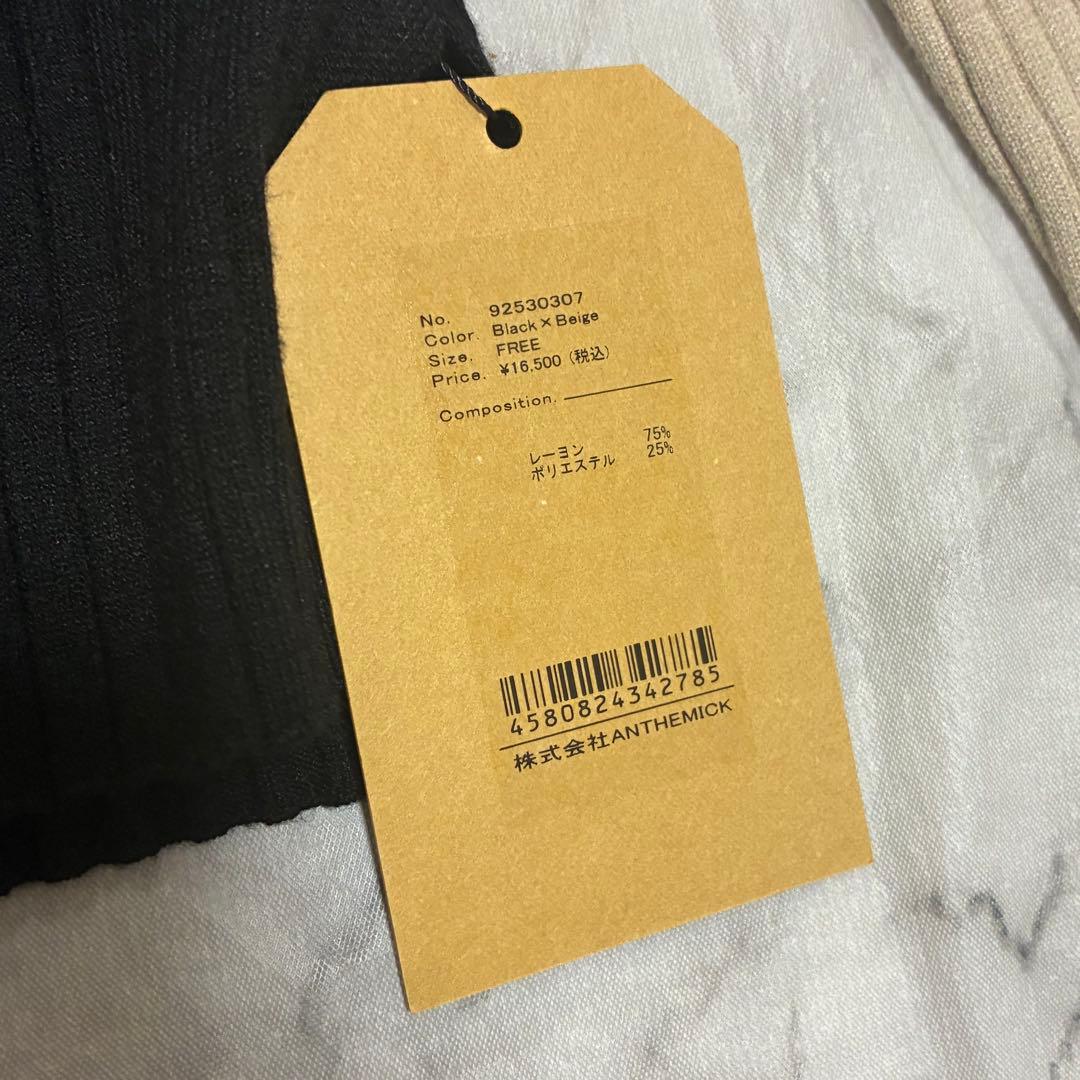 No. 92530307
Color. Black×Beige
Size. FREE
Price. ¥16,500 (税込)
Composition.
レーヨン 75%
ポリエステル 25%
4580824342785
株式会社ANTHEMICK